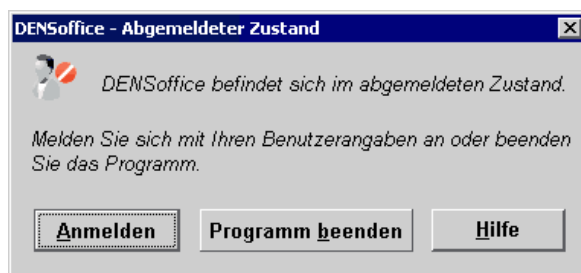 DENSoffice - Abgemeldeter Zustand
DENSoffice befindet sich im abgemeldeten Zustand.
Melden Sie sich mit Ihren Benutzerangaben an oder beenden
Sie das Programm.
Anmelden Programm beenden Hilfe